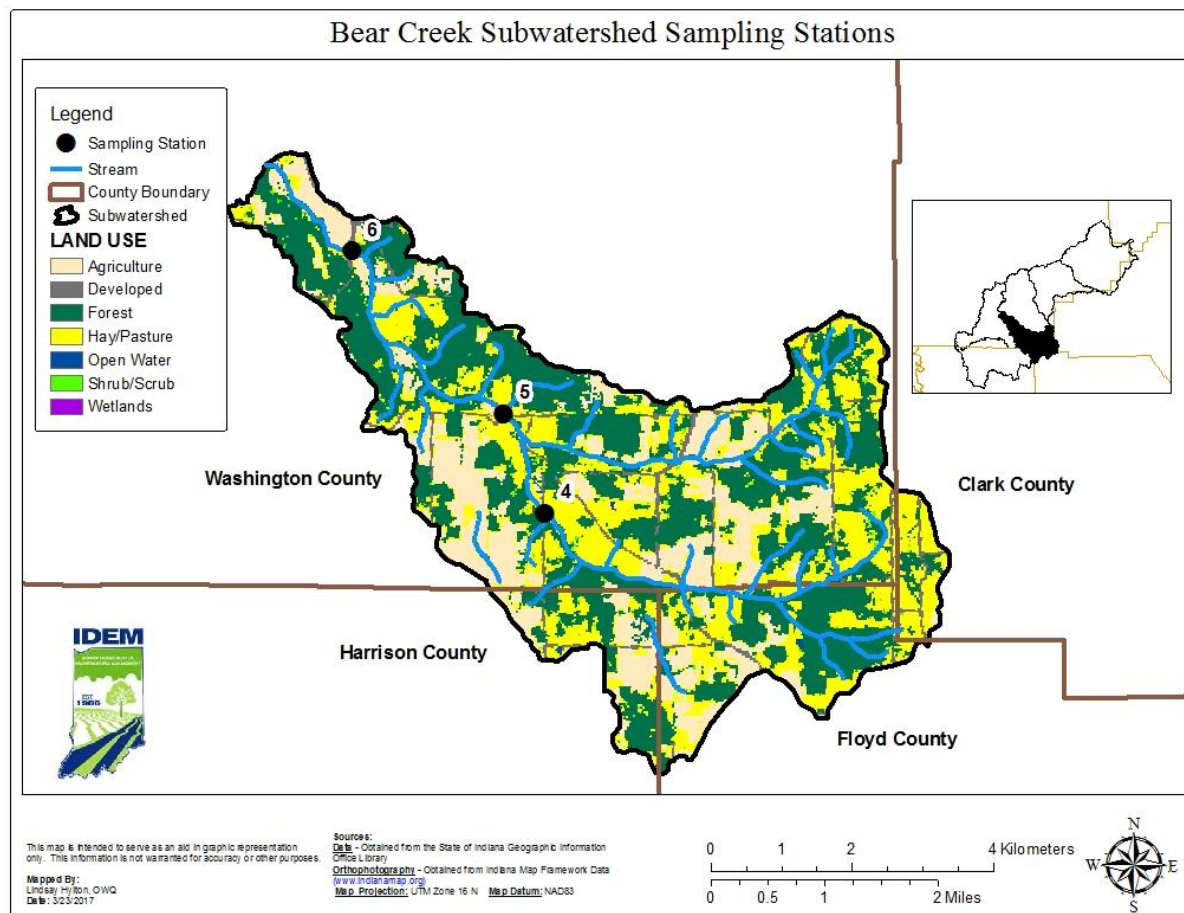 Bear Creek Subwatershed Sampling Stations
Legend
Sampling Station
Stream
County Boundary
Subwatershed
LAND USE
Agriculture
Developed
Forest
Hay/Pasture
Open Water
Shrub/Scrub
Wetlands
6
5
4
Washington County
Clark County
Harrison County
Floyd County
IDEM
EST.
1986
This map is intended to serve as an aid in graphic representation
only. This information is not warranted for accuracy or other purposes.
Mapped By:
Lindsay Hylton, OWQ
Date: 3/23/2017
Sources:
Data - Obtained from the State of Indiana Geographic Information
Office Library
Orthophotography - Obtained from Indiana Map Framework Data
(www.indianamap.org)
Map Projection: UTM Zone 16 N Map Datum: NAD83
0 1 2 4 Kilometers
0 0.5 1 2 Miles
N
W E
S